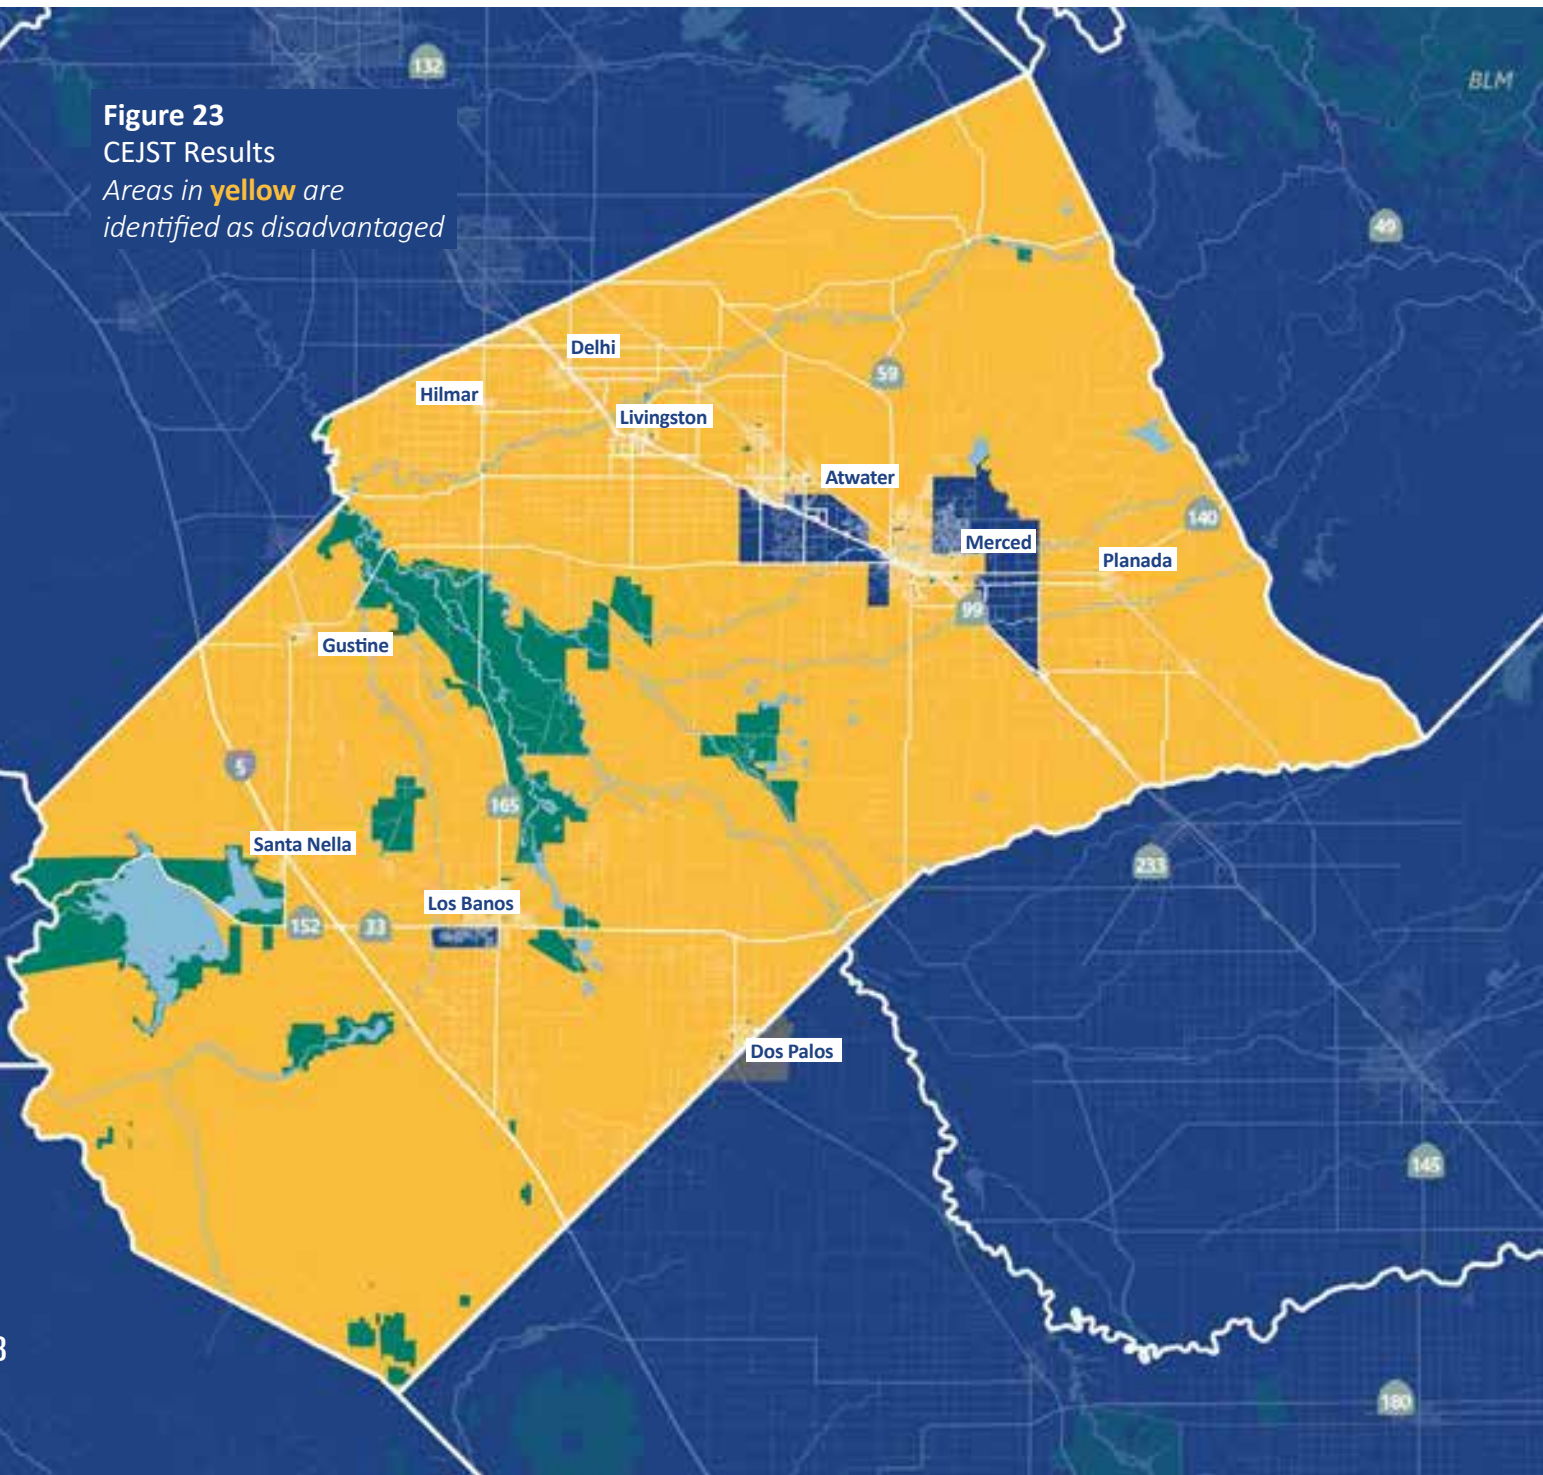 132
BLM
Figure 23
CEJST Results
Areas in yellow are
identified as disadvantaged
49
Delhi
59
Hilmar
Livingston
Atwater
140
Merced
Planada
99
Gustine
5
165
Santa Nella
233
Los Banos
152
33
Dos Palos
145
3
180